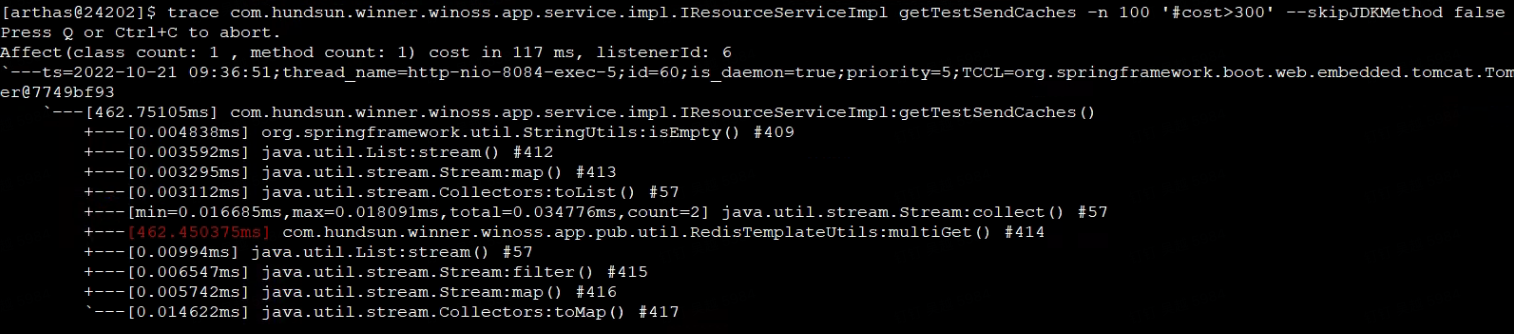 [arthas@24202]$ trace com.hundsun.winner.winoss.app.service.impl.IResourceServiceImpl getTestSendCaches -n 100 '#cost>300' --skipJDKMethod false
Press Q or Ctrl+C to abort.
Affect(class count: 1 , method count: 1) cost in 117 ms, listenerId: 6
`---ts=2022-10-21 09:36:51;thread_name=http-nio-8084-exec-5;id=60;is_daemon=true;priority=5;TCCL=org.springframework.boot.web.embedded.tomcat.Tom
er@7749bf93
    `---[462.75105ms] com.hundsun.winner.winoss.app.service.impl.IResourceServiceImpl:getTestSendCaches()
        +---[0.004838ms] org.springframework.util.StringUtils:isEmpty() #409
        +---[0.003592ms] java.util.List:stream() #412
        +---[0.003295ms] java.util.stream.Stream:map() #413
        +---[0.003112ms] java.util.stream.Collectors:toList() #57
        +---[min=0.016685ms,max=0.018091ms,total=0.034776ms,count=2] java.util.stream.Stream:collect() #57
        +---[462.450375ms] com.hundsun.winner.winoss.app.pub.util.RedisTemplateUtils:multiGet() #414
        +---[0.00994ms] java.util.List:stream() #57
        +---[0.006547ms] java.util.stream.Stream:filter() #415
        +---[0.005742ms] java.util.stream.Stream:map() #416
        `---[0.014622ms] java.util.stream.Collectors:toMap() #417